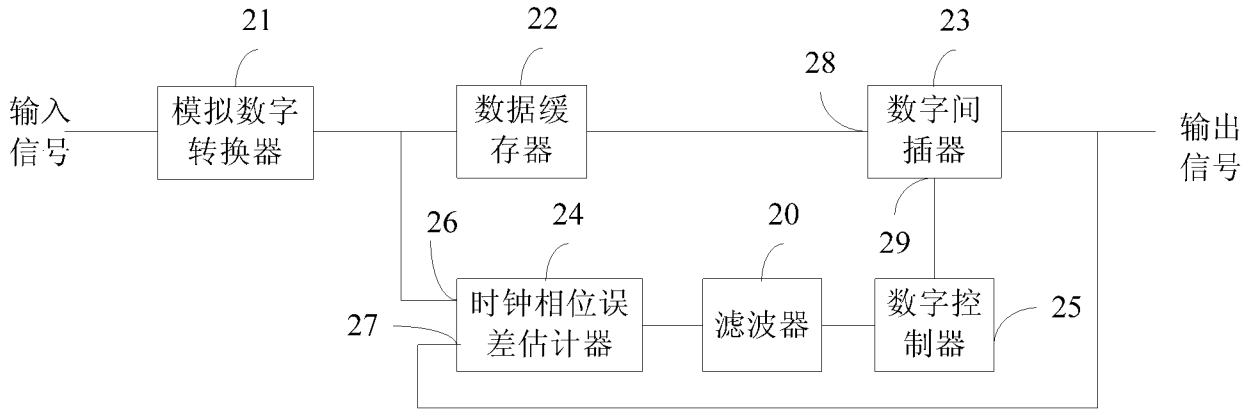 21
22
23
28
输入
信号
模拟数字
转换器
数据缓
存器
数字间
插器
输出
信号
26
24
20
29
27
时钟相位误
差估计器
滤波器
数字控
制器
25